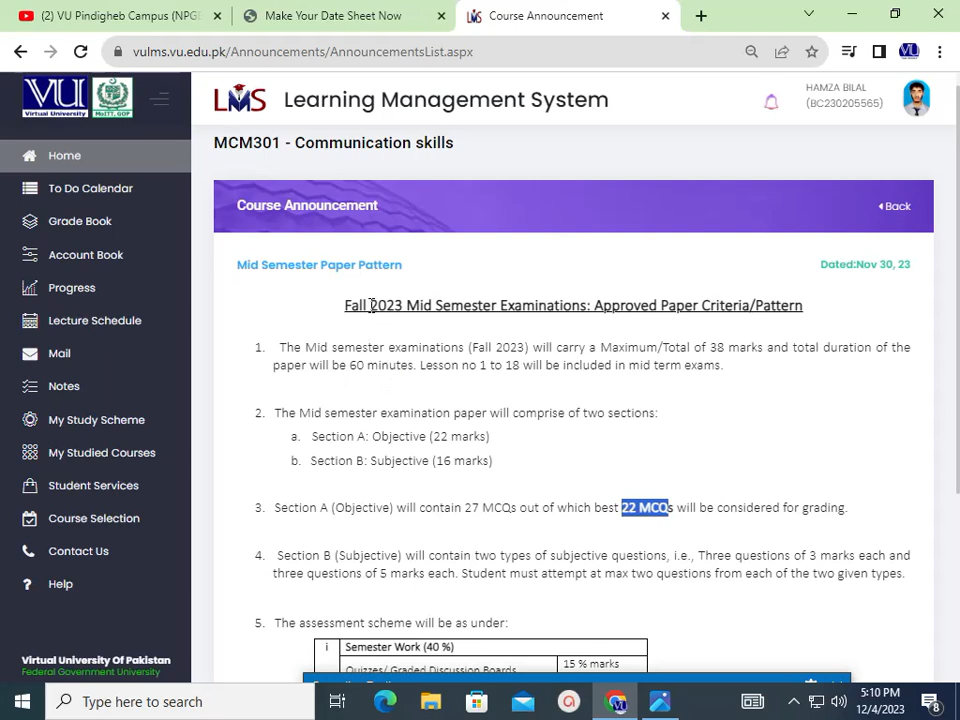 (2) VU Pindigheb Campus (NPGE
Make Your Date Sheet Now
Course Announcement
vulms.vu.edu.pk/Announcements/AnnouncementsList.aspx
VU
Virtual University
MoITT, GOP
LMS Learning Management System
HAMZA BILAL
(BC230205565)
MCM301 - Communication skills
Home
To Do Calendar
Grade Book
Account Book
Progress
Lecture Schedule
Mail
Notes
My Study Scheme
My Studied Courses
Student Services
Course Selection
Contact Us
Help
Virtual University Of Pakistan
Federal Government University
Course Announcement
Back
Mid Semester Paper Pattern
Dated:Nov 30, 23
Fall 2023 Mid Semester Examinations: Approved Paper Criteria/Pattern
1. The Mid semester examinations (Fall 2023) will carry a Maximum/Total of 38 marks and total duration of the
paper will be 60 minutes. Lesson no 1 to 18 will be included in mid term exams.
2. The Mid semester examination paper will comprise of two sections:
a. Section A: Objective (22 marks)
b. Section B: Subjective (16 marks)
3. Section A (Objective) will contain 27 MCQs out of which best 22 MCQs will be considered for grading.
4. Section B (Subjective) will contain two types of subjective questions, i.e., Three questions of 3 marks each and
three questions of 5 marks each. Student must attempt at max two questions from each of the two given types.
5. The assessment scheme will be as under:
i Semester Work (40 %)
Quizzes/ Graded Discussion Boards 15 % marks
Type here to search
5:10 PM
12/4/2023
8